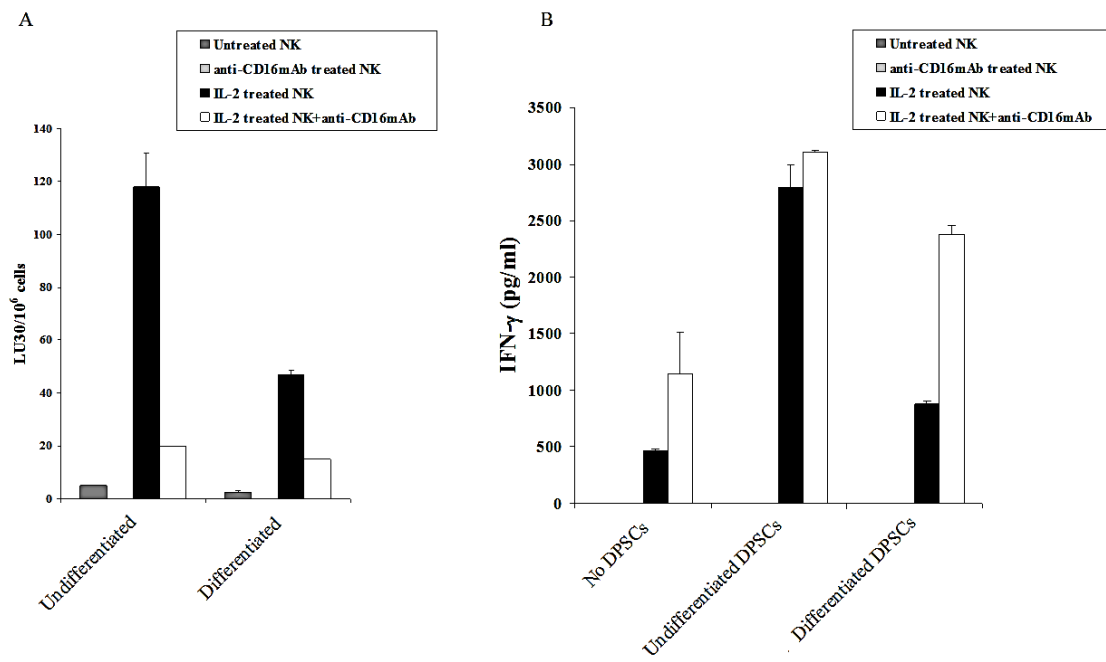 A
Untreated NK
anti-CD16mAb treated NK
IL-2 treated NK
IL-2 treated NK+anti-CD16mAb
140
120
100
80
60
40
20
0
LU30/10⁶ cells
Undifferentiated
Differentiated
B
Untreated NK
anti-CD16mAb treated NK
IL-2 treated NK
IL-2 treated NK+anti-CD16mAb
3500
3000
2500
2000
1500
1000
500
0
IFN-γ (pg/ml)
No DPSCs
Undifferentiated DPSCs
Differentiated DPSCs